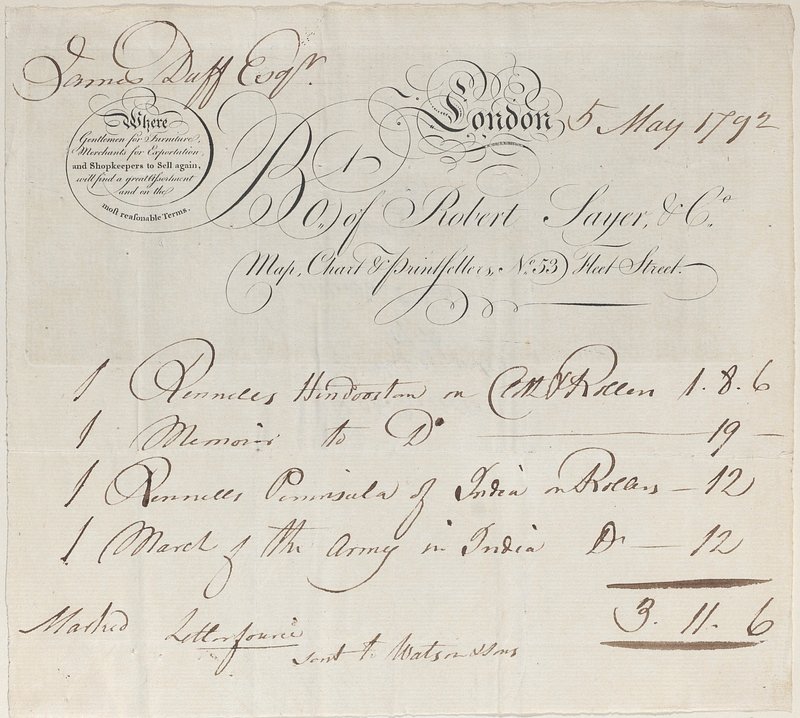 James Duff Esqr.
London 5 May 1792
Where
Gentlemen for Furniture,
Merchants for Exportation,
and Shopkeepers to Sell again,
will find a great Aſsortment
and on the
moſt reasonable Terms.
Bo.t of Robert Sayer, & Co.
Map, Chart & Printſellers, No. 53 Fleet Street.
1 Rennells Hindoostan on Cloth & Rollers 1. 8. 6
1 Memoir to Do 19 -
1 Rennells Peninsula of India on Rollers - 12
1 March of the Army in India Do - 12
3. 11. 6
Marked Letterfourie
sent to Watson & Sons